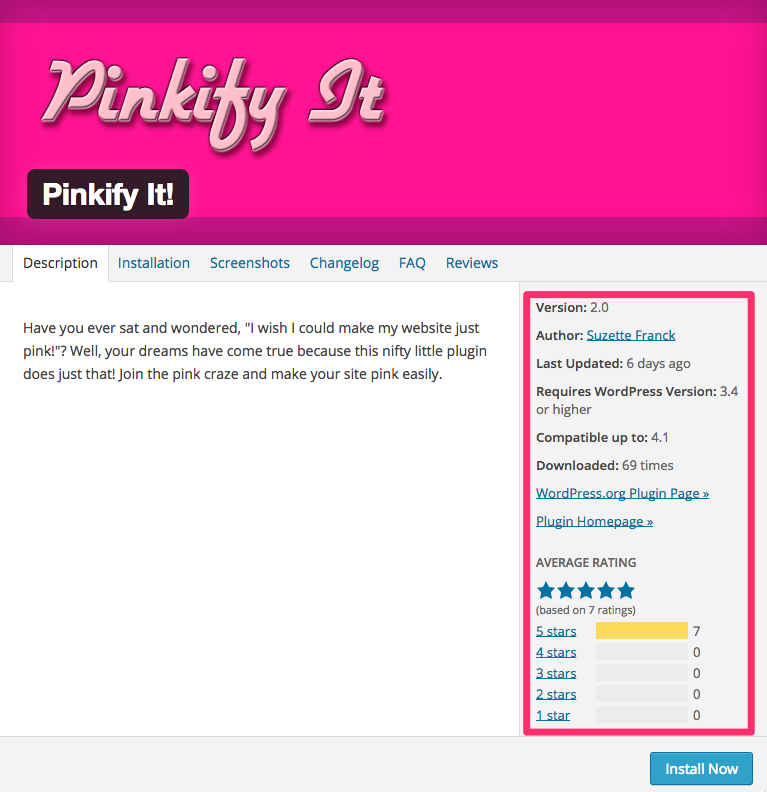 Pinkify It
Pinkify It!
Description
Installation
Screenshots
Changelog
FAQ
Reviews
Have you ever sat and wondered, "I wish I could make my website just
pink!"? Well, your dreams have come true because this nifty little plugin
does just that! Join the pink craze and make your site pink easily.
Version: 2.0
Author: Suzette Franck
Last Updated: 6 days ago
Requires WordPress Version: 3.4
or higher
Compatible up to: 4.1
Downloaded: 69 times
WordPress.org Plugin Page »
Plugin Homepage »
AVERAGE RATING
(based on 7 ratings)
5 stars 7
4 stars 0
3 stars 0
2 stars 0
1 star 0
Install Now